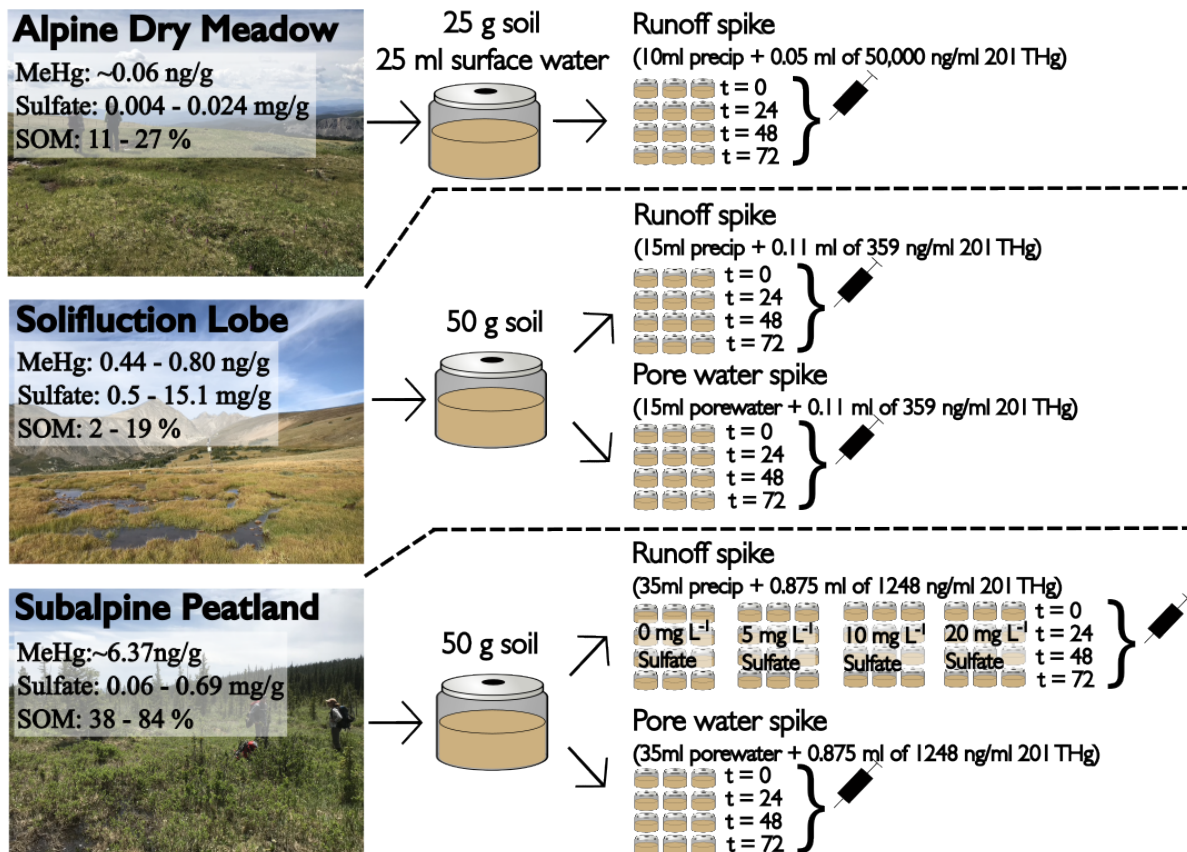 Alpine Dry Meadow
MeHg: ~0.06 ng/g
Sulfate: 0.004 - 0.024 mg/g
SOM: 11 - 27 %
25 g soil
25 ml surface water
Runoff spike
(10ml precip + 0.05 ml of 50,000 ng/ml 201 THg)
t = 0
t = 24
t = 48
t = 72
Solifluction Lobe
MeHg: 0.44 - 0.80 ng/g
Sulfate: 0.5 - 15.1 mg/g
SOM: 2 - 19 %
50 g soil
Runoff spike
(15ml precip + 0.11 ml of 359 ng/ml 201 THg)
t = 0
t = 24
t = 48
t = 72
Pore water spike
(15ml porewater + 0.11 ml of 359 ng/ml 201 THg)
t = 0
t = 24
t = 48
t = 72
Subalpine Peatland
MeHg:~6.37ng/g
Sulfate: 0.06 - 0.69 mg/g
SOM: 38 - 84 %
50 g soil
Runoff spike
(35ml precip + 0.875 ml of 1248 ng/ml 201 THg)
0 mg L⁻¹ Sulfate
5 mg L⁻¹ Sulfate
10 mg L⁻¹ Sulfate
20 mg L⁻¹ Sulfate
t = 0
t = 24
t = 48
t = 72
Pore water spike
(35ml porewater + 0.875 ml of 1248 ng/ml 201 THg)
t = 0
t = 24
t = 48
t = 72